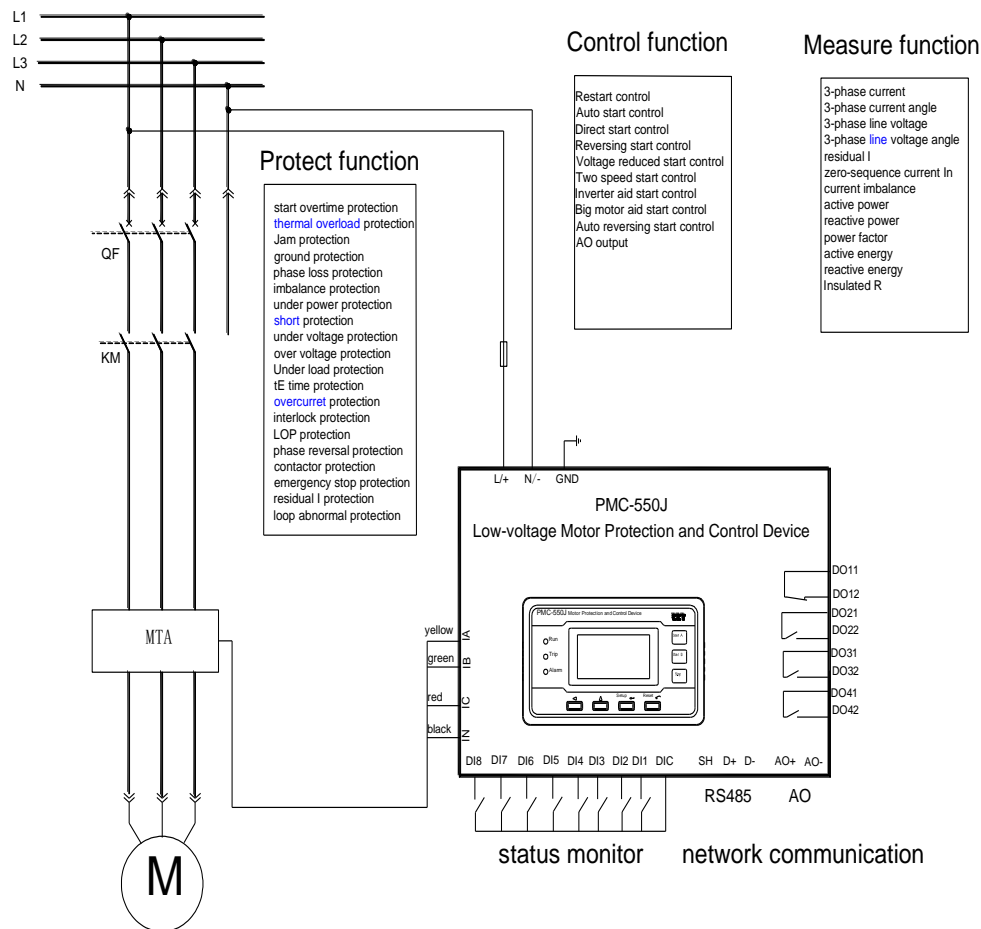 L1
L2
L3
N
QF
KM
MTA
M
Protect function
start overtime protection
thermal overload protection
Jam protection
ground protection
phase loss protection
imbalance protection
under power protection
short protection
under voltage protection
over voltage protection
Under load protection
tE time protection
overcurret protection
interlock protection
LOP protection
phase reversal protection
contactor protection
emergency stop protection
residual I protection
loop abnormal protection
Control function
Restart control
Auto start control
Direct start control
Reversing start control
Voltage reduced start control
Two speed start control
Inverter aid start control
Big motor aid start control
Auto reversing start control
AO output
Measure function
3-phase current
3-phase current angle
3-phase line voltage
3-phase line voltage angle
residual I
zero-sequence current In
current imbalance
active power
reactive power
power factor
active energy
reactive energy
Insulated R
L/+ N/- GND
PMC-550J
Low-voltage Motor Protection and Control Device
yellow IA
green IB
red IC
black IN
PMC-550J Motor Protection and Control Device
Run
Trip
Alarm
Setup
Reset
DO11
DO12
DO21
DO22
DO31
DO32
DO41
DO42
DI8 DI7 DI6 DI5 DI4 DI3 DI2 DI1 DIC SH D+ D- AO+ AO-
RS485 AO
status monitor network communication